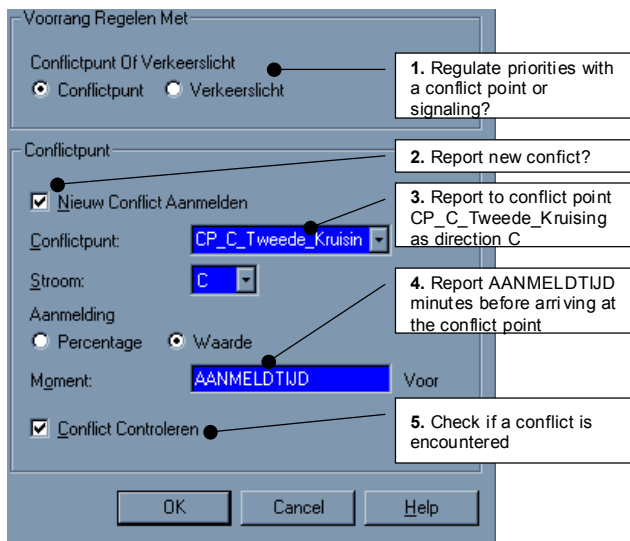 Voorrang Regelen Met
Conflictpunt Of Verkeerslicht
Conflictpunt Verkeerslicht
1. Regulate priorities with
a conflict point or
signaling?
Conflictpunt
2. Report new confict?
Nieuw Conflict Aanmelden
3. Report to conflict point
CP_C_Tweede_Kruising
as direction C
Conflictpunt: CP_C_Tweede_Kruisin
Stroom: C
4. Report AANMELDTIJD
minutes before arriving at
the conflict point
Aanmelding
Percentage Waarde
Moment: AANMELDTIJD Voor
Conflict Controleren
5. Check if a conflict is
encountered
OK Cancel Help